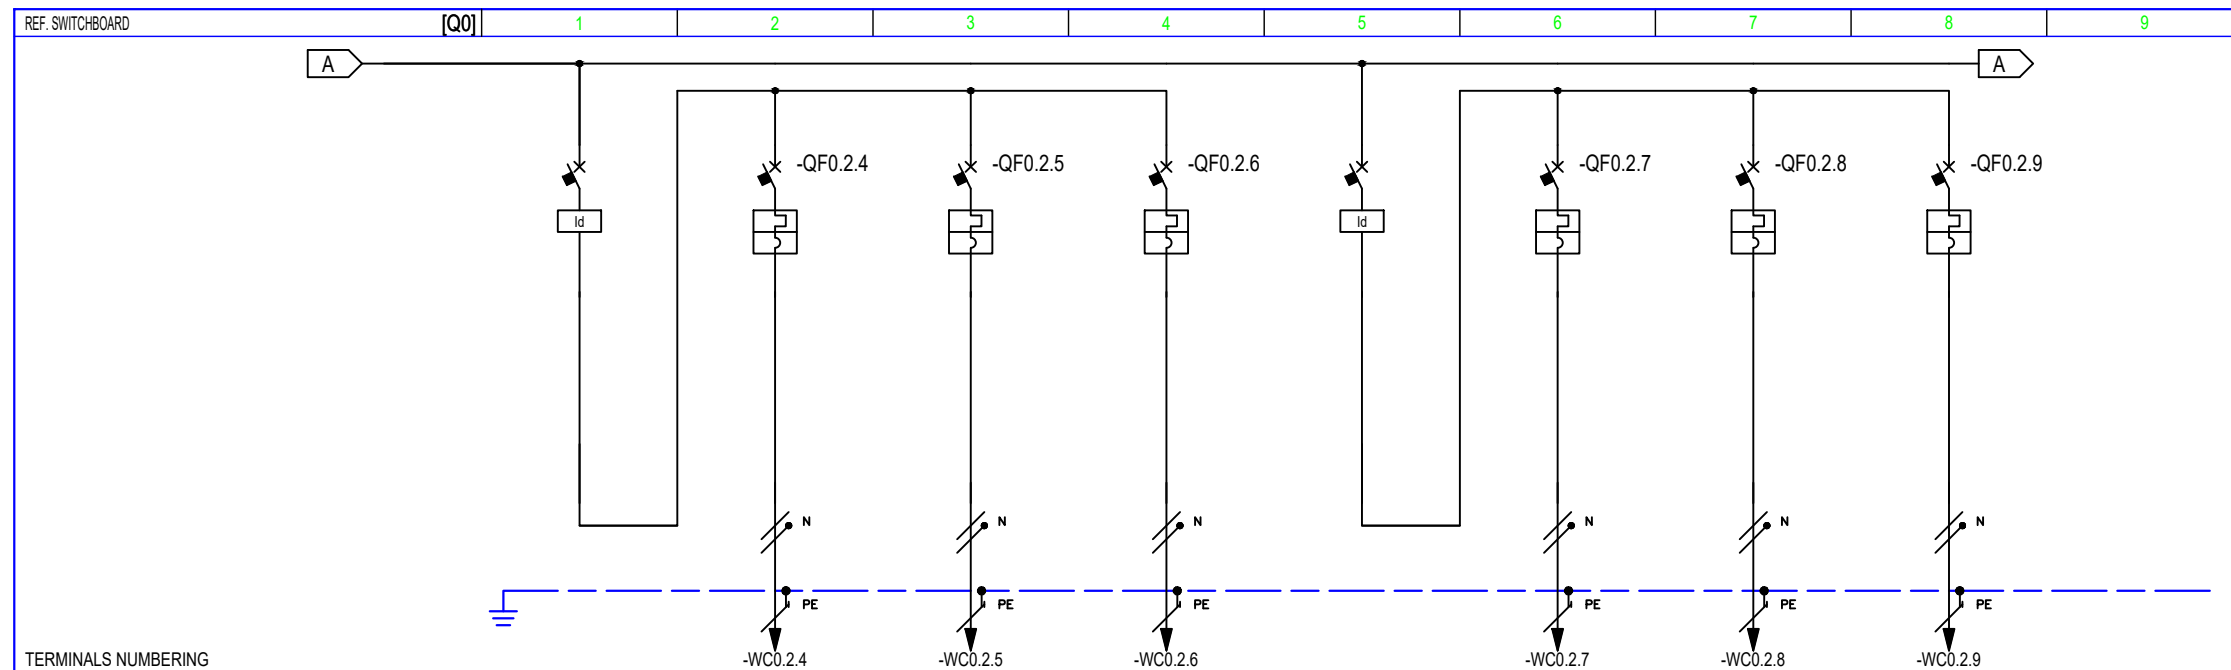 REF. SWITCHBOARD [Q0] 1 2 3 4 5 6 7 8 9
A A
-QF0.2.4 -QF0.2.5 -QF0.2.6 -QF0.2.7 -QF0.2.8 -QF0.2.9
Id Id
N N N N N N
PE PE PE PE PE PE
TERMINALS NUMBERING -WC0.2.4 -WC0.2.5 -WC0.2.6 -WC0.2.7 -WC0.2.8 -WC0.2.9